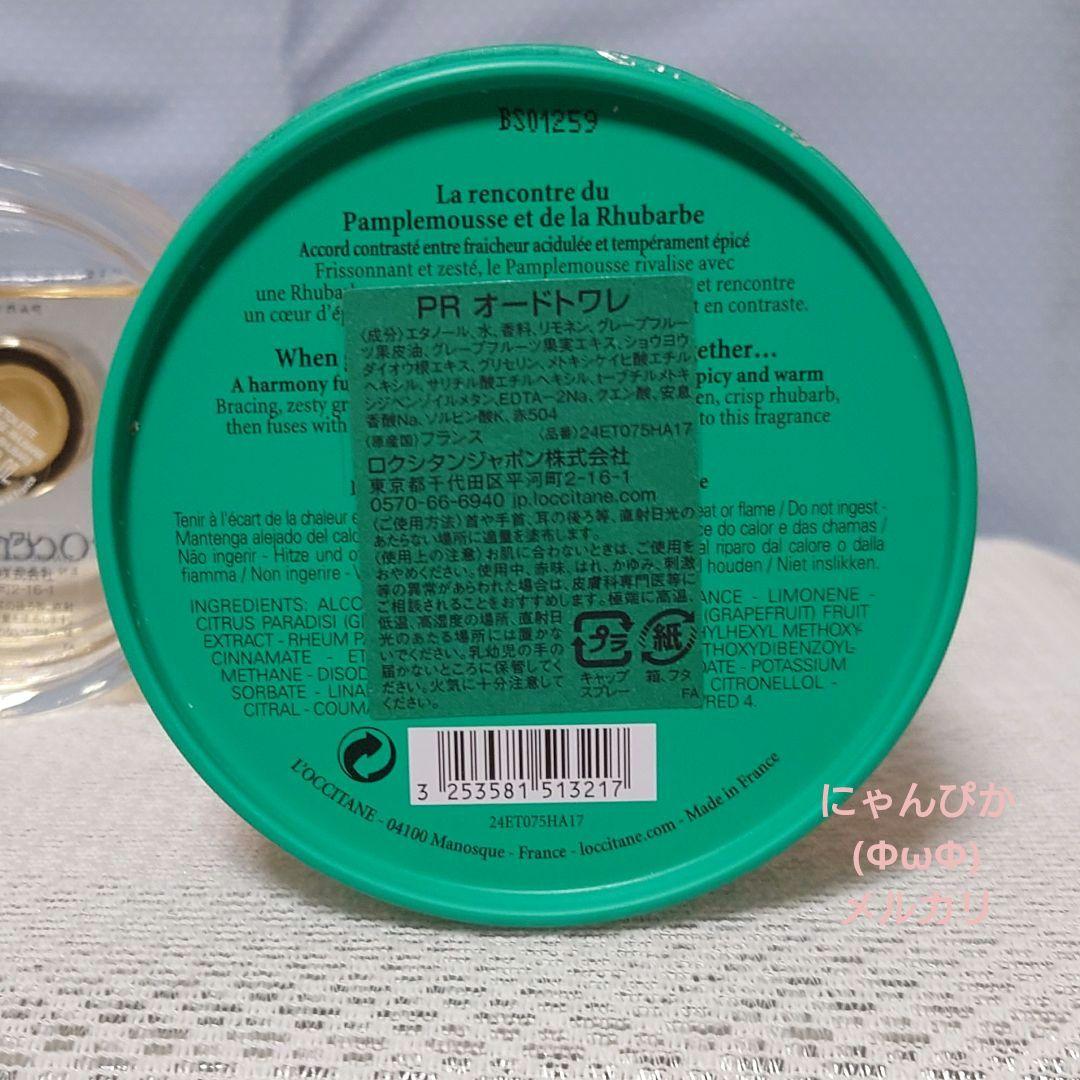 BS01259
La rencontre du
Pamplemousse et de la Rhubarbe
Accord contrasté entre fraicheur acidulée et tempérament épicé
Frissonnant et zesté, le Pamplemousse rivalise avec
une et rencontre
un cœur t en contraste.
When ether...
A harmony picy and warm
Bracing, zesty en, crisp rhubarb,
then fuses with to this fragrance
PR オードトワレ
〈成分〉エタノール、水、香料、リモネン、グレープフルー
ツ果皮油、グレープフルーツ果実エキス、ショウヨウ
ダイオウ根エキス、グリセリン、メトキシケイヒ酸エチル
ヘキシル、サリチル酸エチルヘキシル、t-ブチルメトキ
シジベンゾイルメタン、EDTA-2Na、クエン酸、安息
香酸Na、ソルビン酸K、赤504
〈原産国〉フランス 〈品番〉24ET075HA17
ロクシタンジャポン株式会社
東京都千代田区平河町2-16-1
0570-66-6940 jp.loccitane.com
〈ご使用方法〉首や手首、耳の後ろ等、直射日光の
あたらない場所に適量を塗布します。
〈使用上の注意〉お肌に合わないときは、ご使用を
おやめください。使用中、赤味、はれ、かゆみ、刺激
等の異常があらわれた場合は、皮膚科専門医等に
ご相談されることをおすすめします。極端に高温、
低温、高湿度の場所、直射日
光のあたる場所には置かな
いでください。乳幼児の手の
届かないところに保管してく
ださい。火気に十分注意して
ください。
プラ 紙
キャップ 箱、フタ
スプレー FA
Tenir à l'écart de la chaleur eat or flame / Do not ingest -
Mantenga alejado del ce do calor e das chamas /
Não ingerir - Hitze und al riparo dal calore o dalla
fiamma / Non ingerire - houden / Niet inslikken.
INGREDIENTS: ANCE - LIMONENE -
CITRUS PARADISI (GRAPEFRUIT) FRUIT
EXTRACT - RHEUM HYLHEXYL METHOXY-
CINNAMATE - THOXYDIBENZOYL-
METHANE - DISOD ATE - POTASSIUM
SORBATE - LINA CITRONELLOL -
CITRAL - COUMA RED 4.
3 253581 513217
24ET075HA17
L'OCCITANE - 04100 Manosque - France - loccitane.com - Made in France
にゃんぴか
(ΦωΦ)
メルカリ